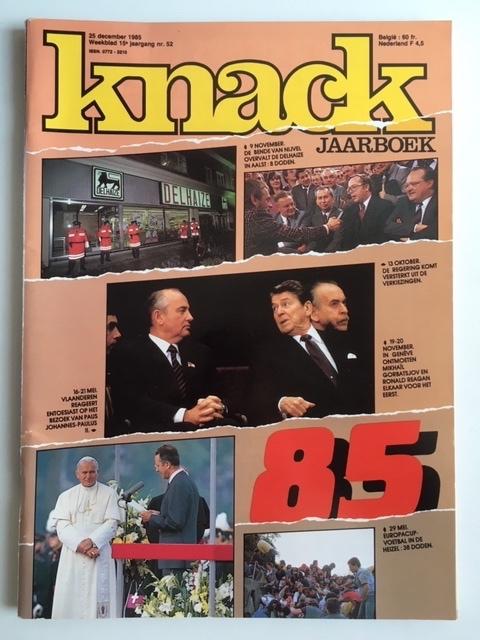 25 december 1985
Weekblad 15e jaargang nr. 52
ISSN. 0772 - 3210
België : 60 fr.
Nederland F 4,5
knack
JAARBOEK
9 NOVEMBER.
DE BENDE VAN NIJVEL
OVERVALT DE DELHAIZE
IN AALST: 8 DODEN.
DELHAIZE
DELHAIZE
13 OKTOBER.
DE REGERING KOMT
VERSTERKT UIT DE
VERKIEZINGEN.
19-20
NOVEMBER.
IN GENÈVE
ONTMOETEN
MIKHAÏL
GORBATSJOV EN
RONALD REAGAN
ELKAAR VOOR HET
EERST.
16-21 MEI.
VLAANDEREN
REAGEERT
ENTOESIAST OP HET
BEZOEK VAN PAUS
JOHANNES-PAULUS
II.
85
29 MEI.
EUROPACUP-
VOETBAL IN DE
HEIZEL: 38 DODEN.